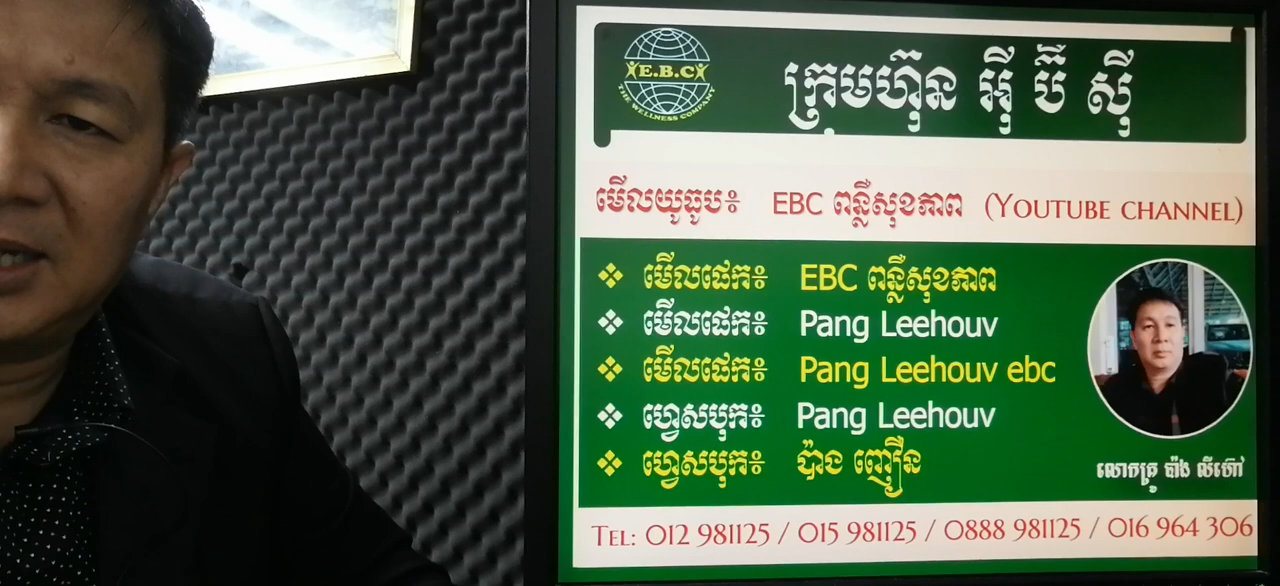 E.B.C
THE WELLNESS COMPANY
ក្រុមហ៊ុន អ៊ី ប៊ី ស៊ី
មើលយូធូប៖ EBC ពន្លឺសុខភាព (YOUTUBE CHANNEL)
❖ មើលផេក៖ EBC ពន្លឺសុខភាព
❖ មើលផេក៖ Pang Leehouv
❖ មើលផេក៖ Pang Leehouv ebc
❖ ហ្វេសបុក៖ Pang Leehouv
❖ ហ្វេសបុក៖ ប៉ាង ញឿន
លោកគ្រូ ប៉ាង លីហ៊ៅ
TEL: 012 981125 / 015 981125 / 0888 981125 / 016 964 306